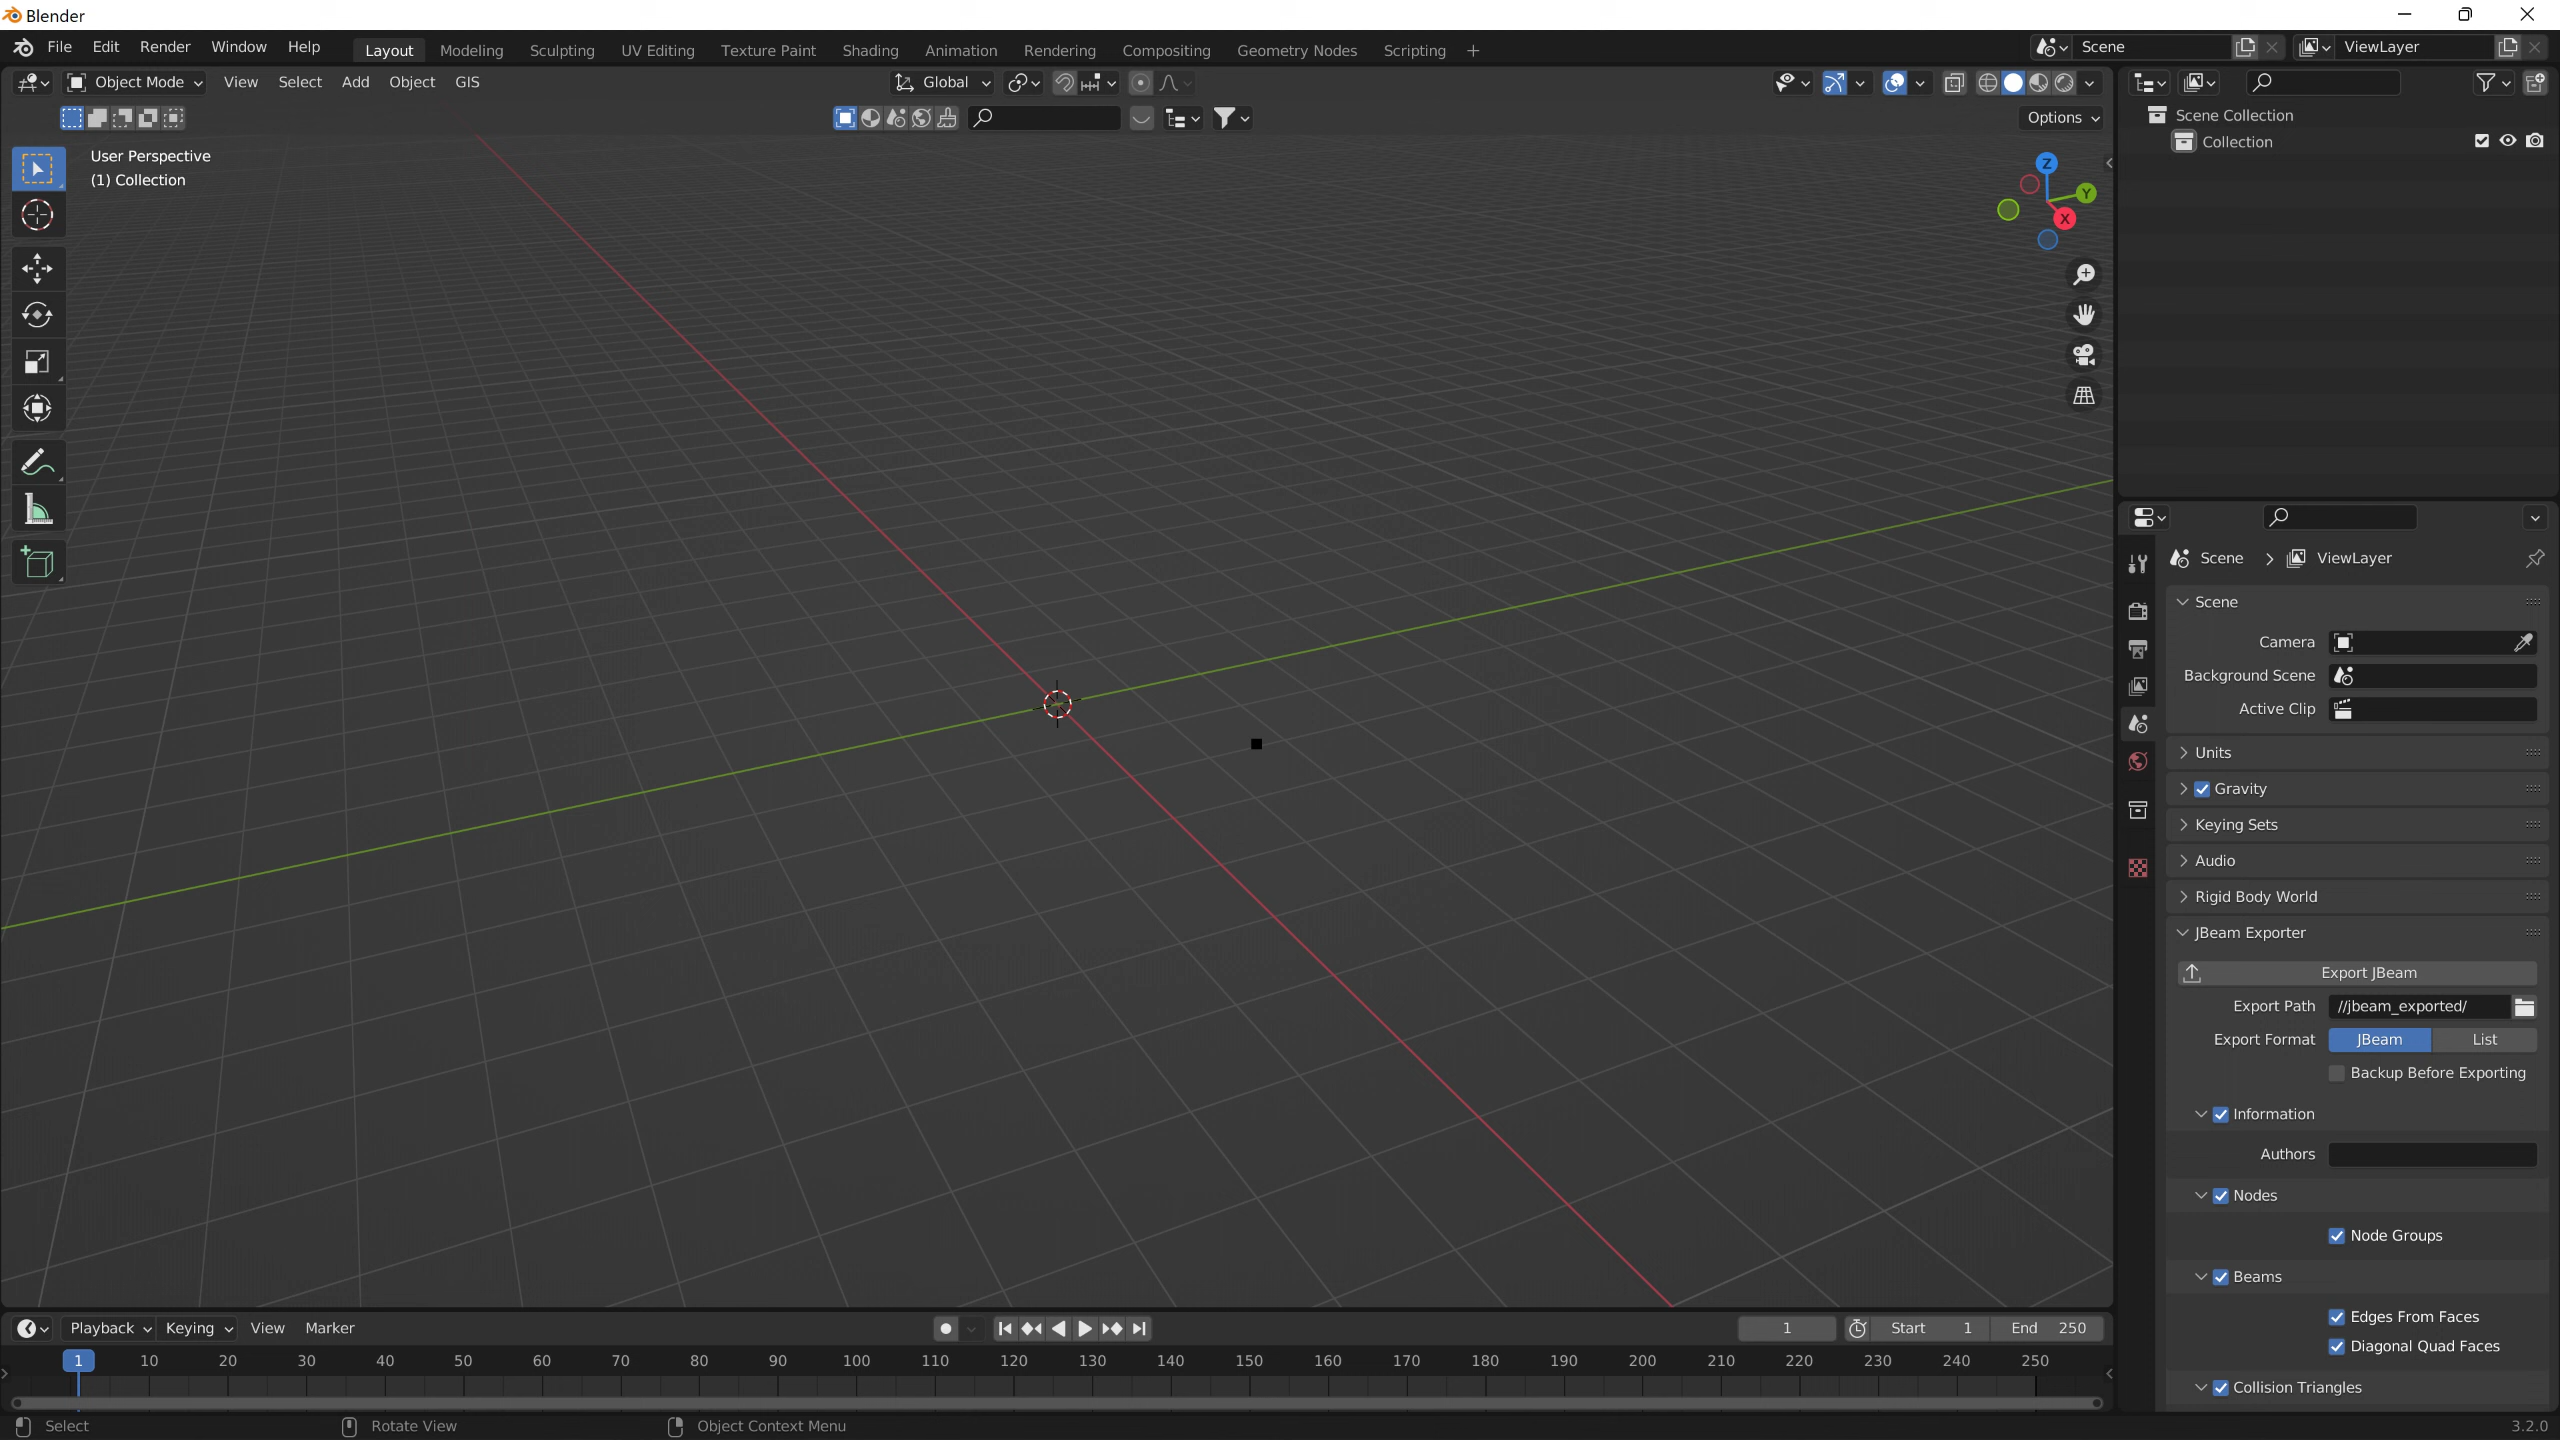 Blender
File Edit Render Window Help Layout Modeling Sculpting UV Editing Texture Paint Shading Animation Rendering Compositing Geometry Nodes Scripting + Scene ViewLayer
Object Mode View Select Add Object GIS Global
Options
User Perspective
(1) Collection
Z
Y
X
Scene Collection
Collection
Scene > ViewLayer
Scene
Camera
Background Scene
Active Clip
Units
Gravity
Keying Sets
Audio
Rigid Body World
JBeam Exporter
Export JBeam
Export Path //jbeam_exported/
Export Format JBeam List
Backup Before Exporting
Information
Authors
Nodes
Node Groups
Beams
Edges From Faces
Diagonal Quad Faces
Collision Triangles
Playback Keying View Marker 1 Start 1 End 250
1 10 20 30 40 50 60 70 80 90 100 110 120 130 140 150 160 170 180 190 200 210 220 230 240 250
Select Rotate View Object Context Menu 3.2.0